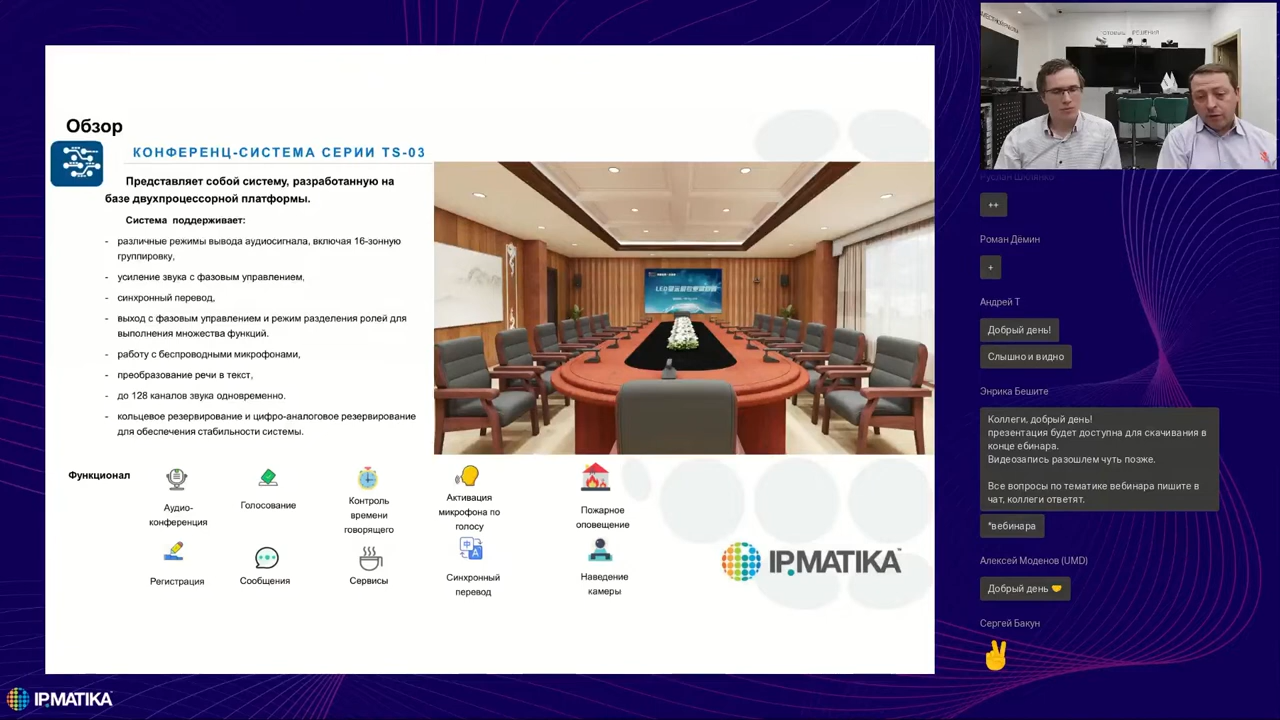 Обзор
КОНФЕРЕНЦ-СИСТЕМА СЕРИИ TS-03
Представляет собой систему, разработанную на
базе двухпроцессорной платформы.
Система поддерживает:
- различные режимы вывода аудиосигнала, включая 16-зонную
группировку,
- усиление звука с фазовым управлением,
- синхронный перевод,
- выход с фазовым управлением и режим разделения ролей для
выполнения множества функций.
- работу с беспроводными микрофонами,
- преобразование речи в текст,
- до 128 каналов звука одновременно.
- кольцевое резервирование и цифро-аналоговое резервирование
для обеспечения стабильности системы.
Функционал
Аудио-
конференция
Голосование
Контроль
времени
говорящего
Активация
микрофона по
голосу
Пожарное
оповещение
Регистрация
Сообщения
Сервисы
Синхронный
перевод
Наведение
камеры
IP.MATIKA™
IP.MATIKA™
++
Роман Дёмин
+
Андрей Т
Добрый день!
Слышно и видно
Энрика Бешите
Коллеги, добрый день!
презентация будет доступна для скачивания в
конце ебинара.
Видеозапись разошлем чуть позже.
Все вопросы по тематике вебинара пишите в
чат, коллеги ответят.
*вебинара
Алексей Моденов (UMD)
Добрый день 🤝
Сергей Бакун